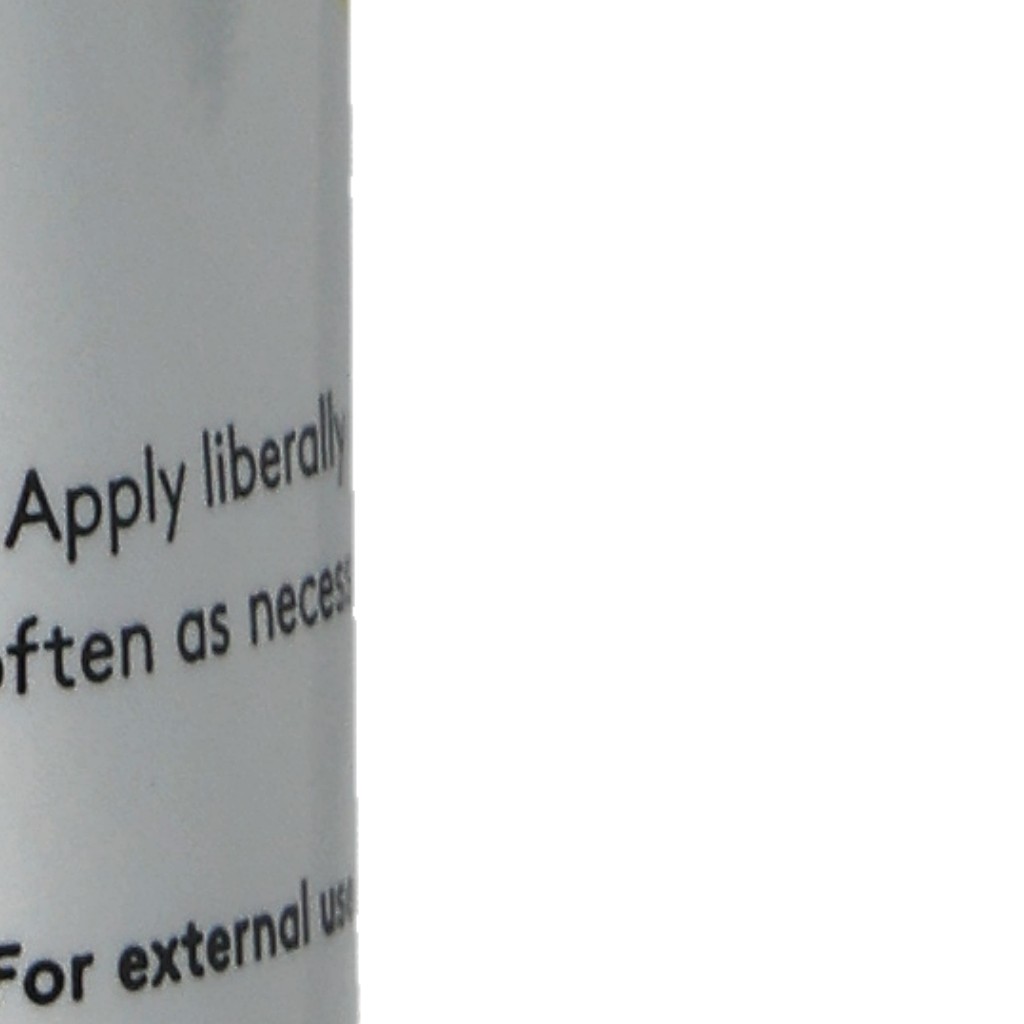 Apply liberally
often as necess
For external use